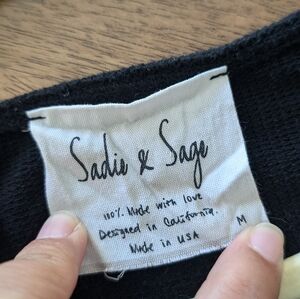 Sadie & Sage
100% Made with love
Designed in California.
Made in USA
M